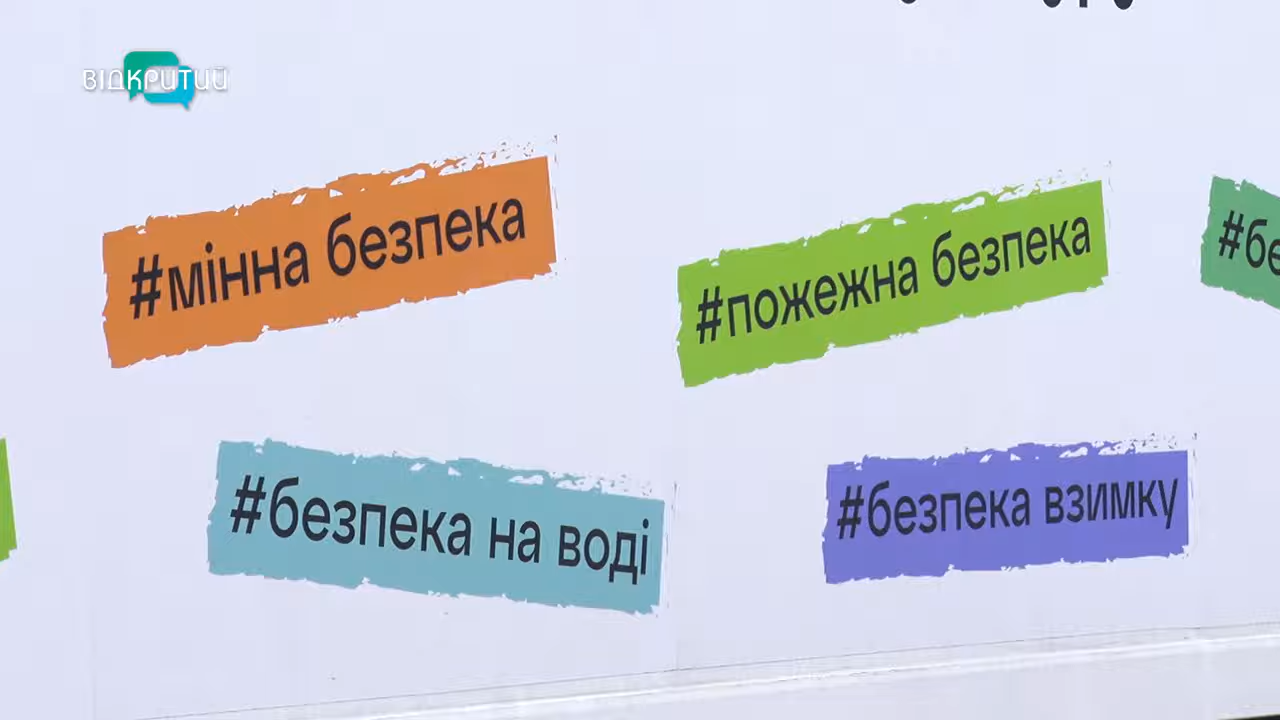 ВІДКРИТИЙ
#мінна безпека
#пожежна безпека
#безпека на воді
#безпека взимку